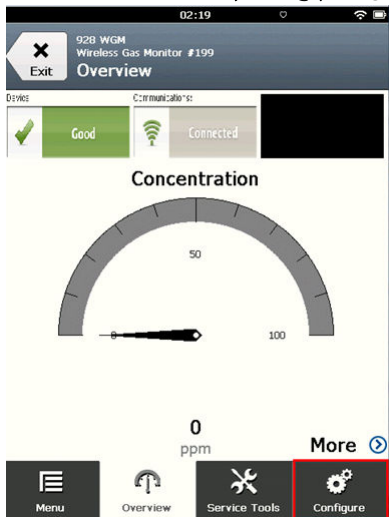 02:19
928 WGM
Wireless Gas Monitor #199
Exit
Overview
Device
Communications:
Good
Connected
Concentration
50
0
100
0
ppm
More
Menu
Overview
Service Tools
Configure